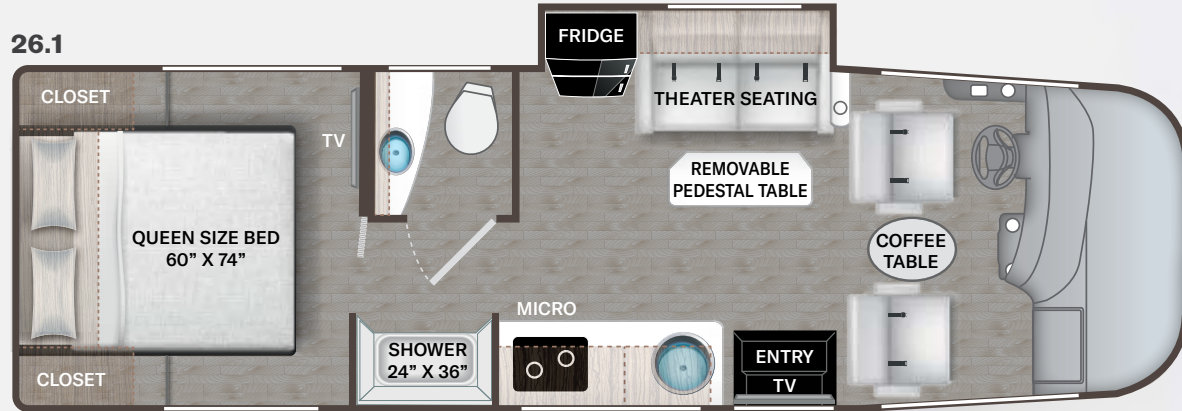 26.1
CLOSET
QUEEN SIZE BED
60” X 74”
CLOSET
TV
FRIDGE
THEATER SEATING
REMOVABLE
PEDESTAL TABLE
COFFEE
TABLE
MICRO
SHOWER
24” X 36”
ENTRY
TV